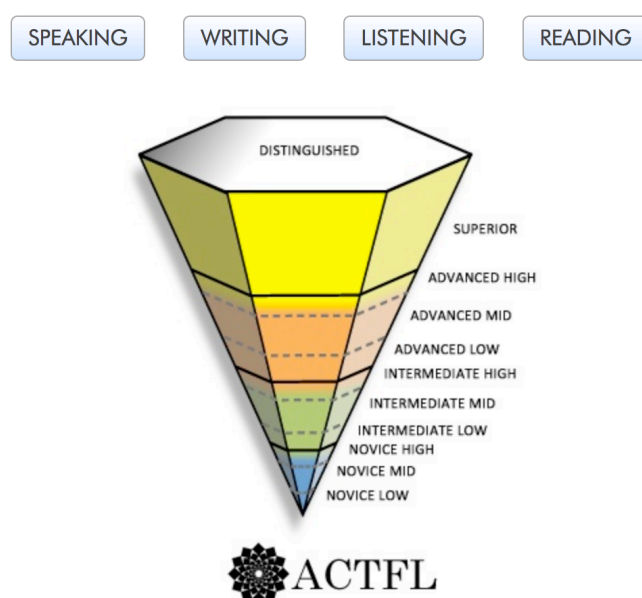 SPEAKING
WRITING
LISTENING
READING
DISTINGUISHED
SUPERIOR
ADVANCED HIGH
ADVANCED MID
ADVANCED LOW
INTERMEDIATE HIGH
INTERMEDIATE MID
INTERMEDIATE LOW
NOVICE HIGH
NOVICE MID
NOVICE LOW
ACTFL